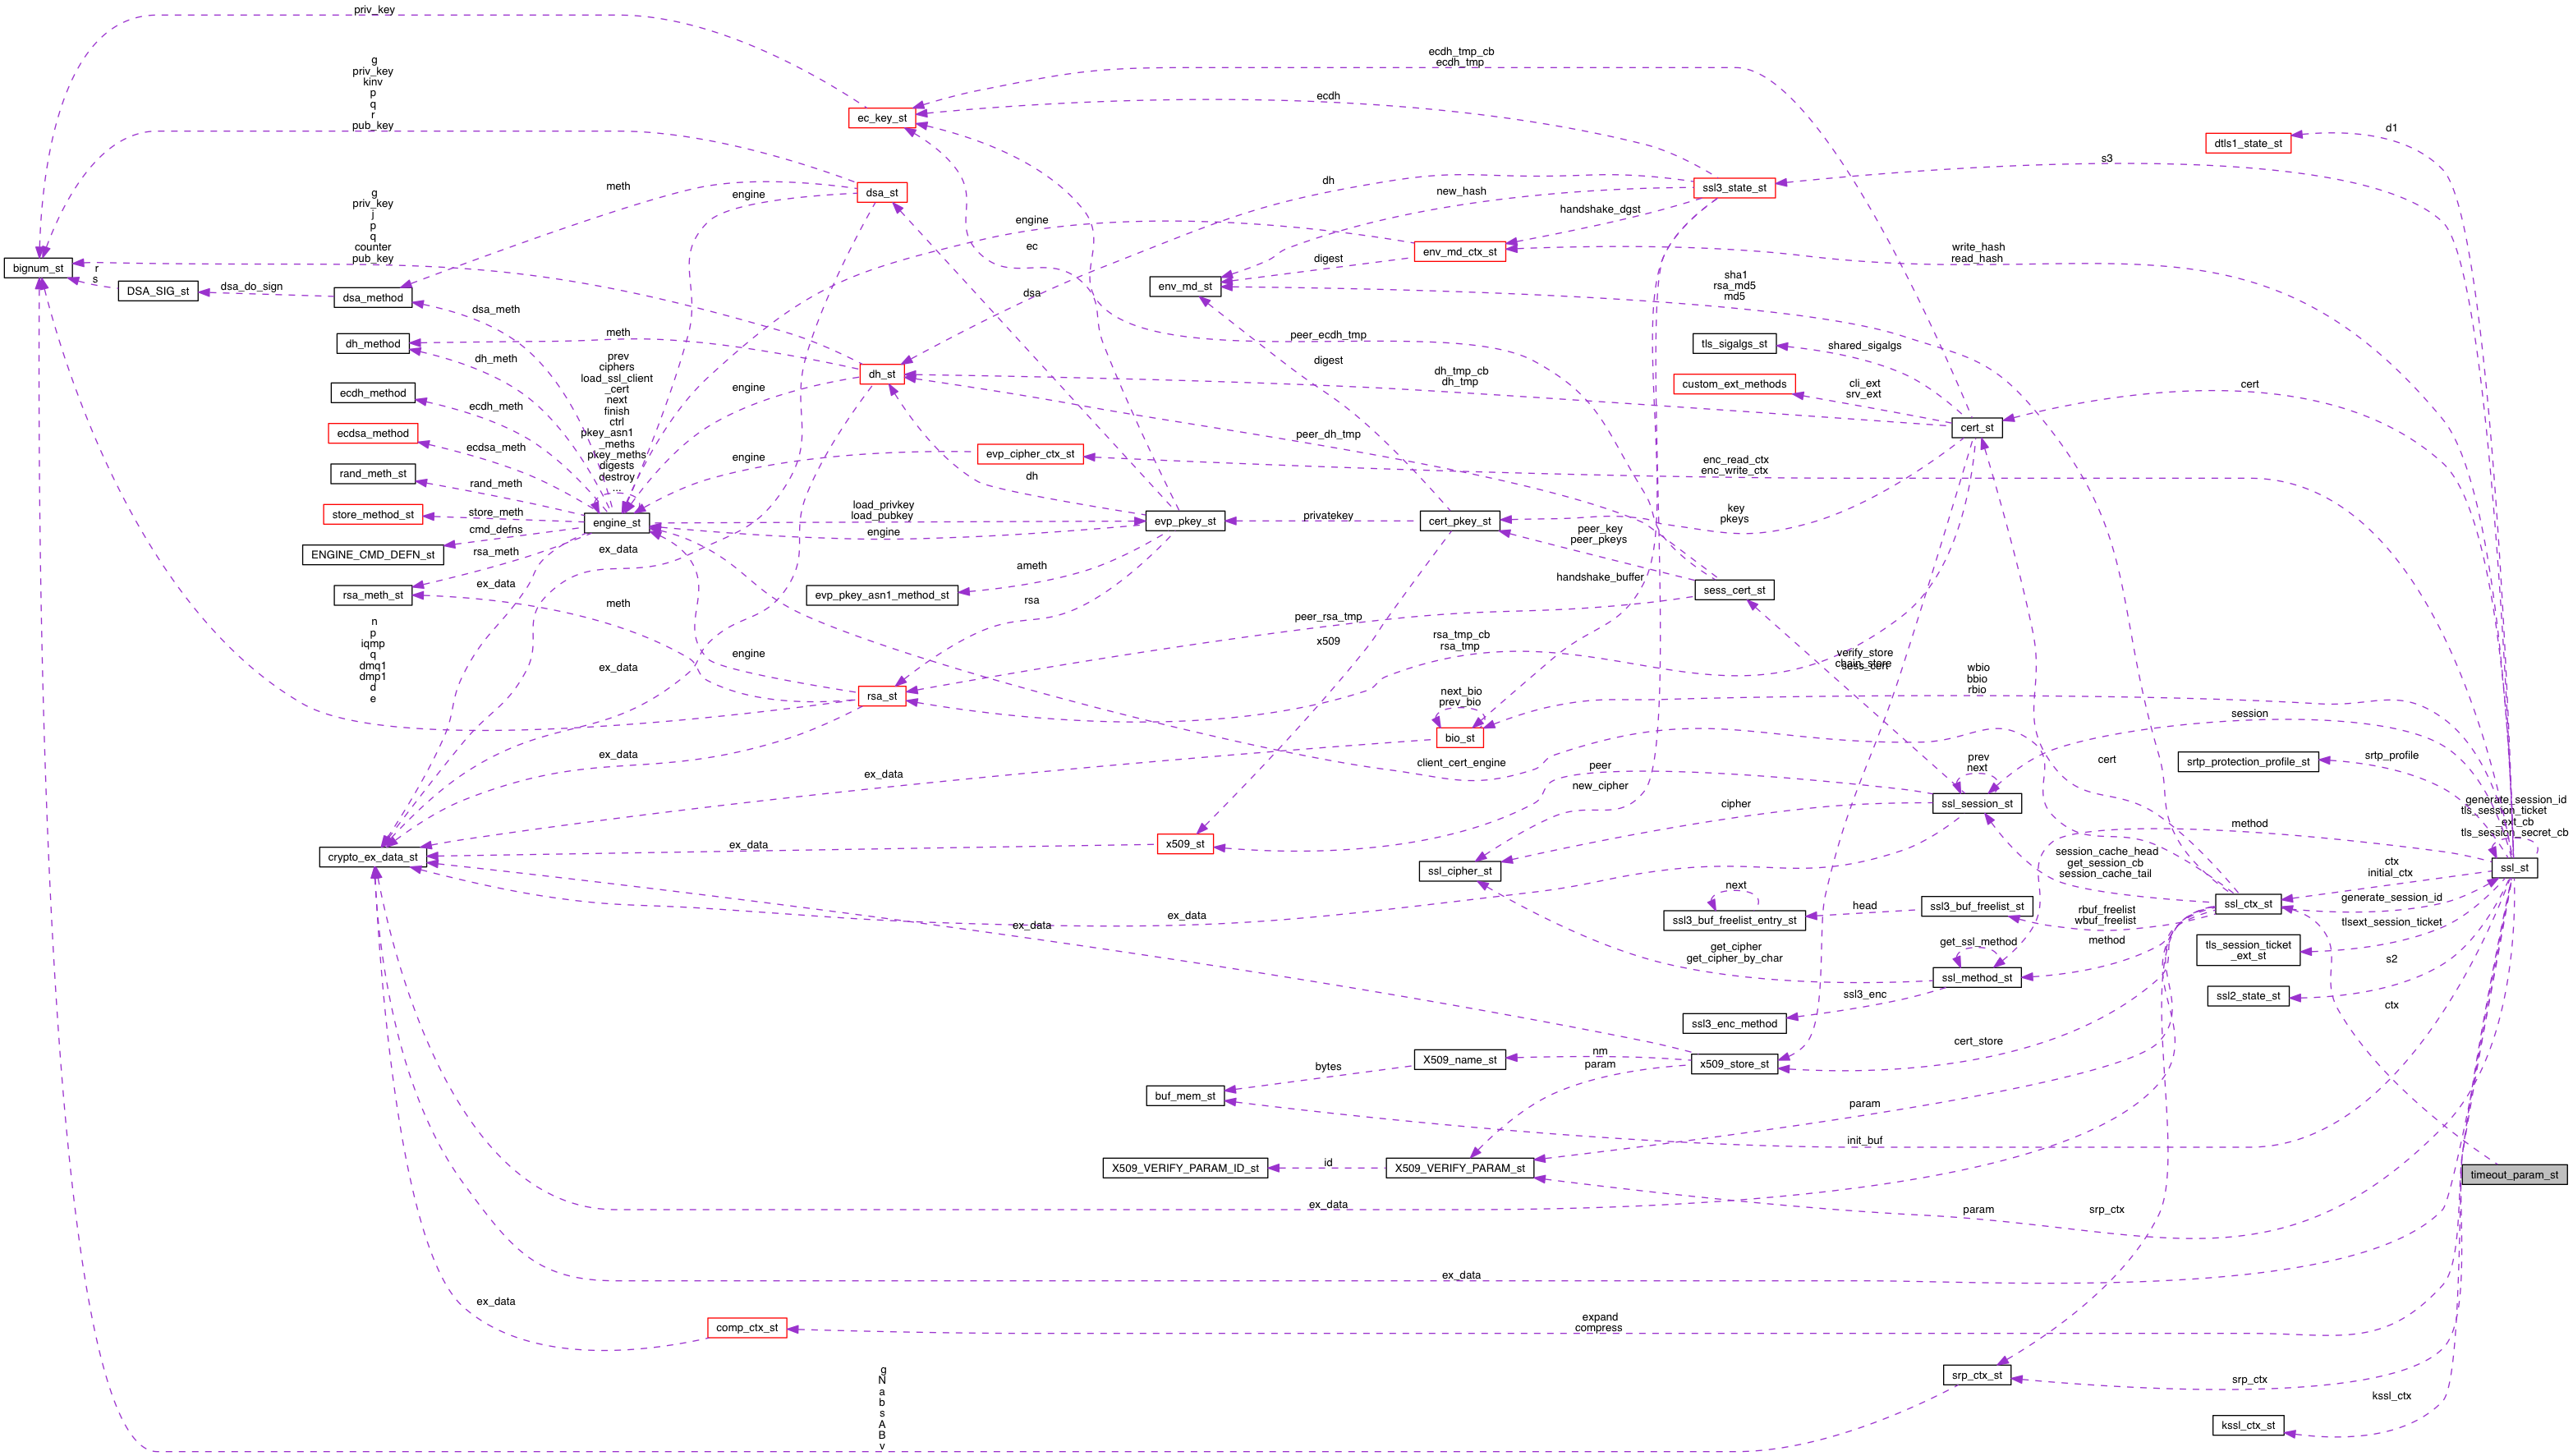 priv_key
ecdh_tmp_cb
ecdh_tmp
g
priv_key
kinv
p
q
r
pub_key
ecdh
ec_key_st
d1
dtls1_state_st
s3
meth
engine
dsa_st
dh
new_hash
ssl3_state_st
handshake_dgst
g
priv_key
j
p
q
counter
pub_key
engine
ec
env_md_ctx_st
write_hash
read_hash
digest
bignum_st
r
s
DSA_SIG_st
dsa_do_sign
dsa_method
dsa
env_md_st
sha1
rsa_md5
md5
dsa_meth
dh_method
meth
peer_ecdh_tmp
tls_sigalgs_st
shared_sigalgs
dh_meth
prev
ciphers
load_ssl_client
_cert
next
finish
ctrl
pkey_asn1
_meths
pkey_meths
digests
destroy
...
dh_st
digest
dh_tmp_cb
dh_tmp
custom_ext_methods
cli_ext
srv_ext
cert
ecdh_method
engine
ecdh_meth
ecdsa_method
ecdsa_meth
peer_dh_tmp
cert_st
evp_cipher_ctx_st
engine
enc_read_ctx
enc_write_ctx
rand_meth_st
rand_meth
dh
store_method_st
store_meth
engine_st
load_privkey
load_pubkey
engine
evp_pkey_st
privatekey
cert_pkey_st
key
pkeys
peer_key
peer_pkeys
cmd_defns
ENGINE_CMD_DEFN_st
rsa_meth
ex_data
ameth
handshake_buffer
rsa_meth_st
ex_data
meth
evp_pkey_asn1_method_st
rsa
sess_cert_st
peer_rsa_tmp
n
p
iqmp
q
dmq1
dmp1
d
e
x509
rsa_tmp_cb
rsa_tmp
engine
ex_data
rsa_st
verify_store
chain_store
sess_cert
wbio
bbio
rbio
next_bio
prev_bio
bio_st
session
ex_data
ex_data
client_cert_engine
peer
new_cipher
prev
next
cert
srtp_protection_profile_st
srtp_profile
cipher
ssl_session_st
generate_session_id
tls_session_ticket
_ext_cb
tls_session_secret_cb
method
crypto_ex_data_st
ex_data
x509_st
ssl_cipher_st
session_cache_head
get_session_cb
session_cache_tail
ctx
initial_ctx
ssl_st
next
ssl3_buf_freelist_entry_st
head
ssl3_buf_freelist_st
rbuf_freelist
wbuf_freelist
ssl_ctx_st
generate_session_id
tlsext_session_ticket
ex_data
ex_data
get_cipher
get_cipher_by_char
get_ssl_method
method
tls_session_ticket
_ext_st
s2
ssl_method_st
ssl3_enc
ssl2_state_st
ctx
ssl3_enc_method
cert_store
X509_name_st
nm
param
x509_store_st
bytes
buf_mem_st
param
init_buf
X509_VERIFY_PARAM_ID_st
id
X509_VERIFY_PARAM_st
timeout_param_st
ex_data
param
srp_ctx
ex_data
ex_data
comp_ctx_st
expand
compress
g
N
a
b
s
A
B
v
srp_ctx_st
srp_ctx
kssl_ctx
kssl_ctx_st